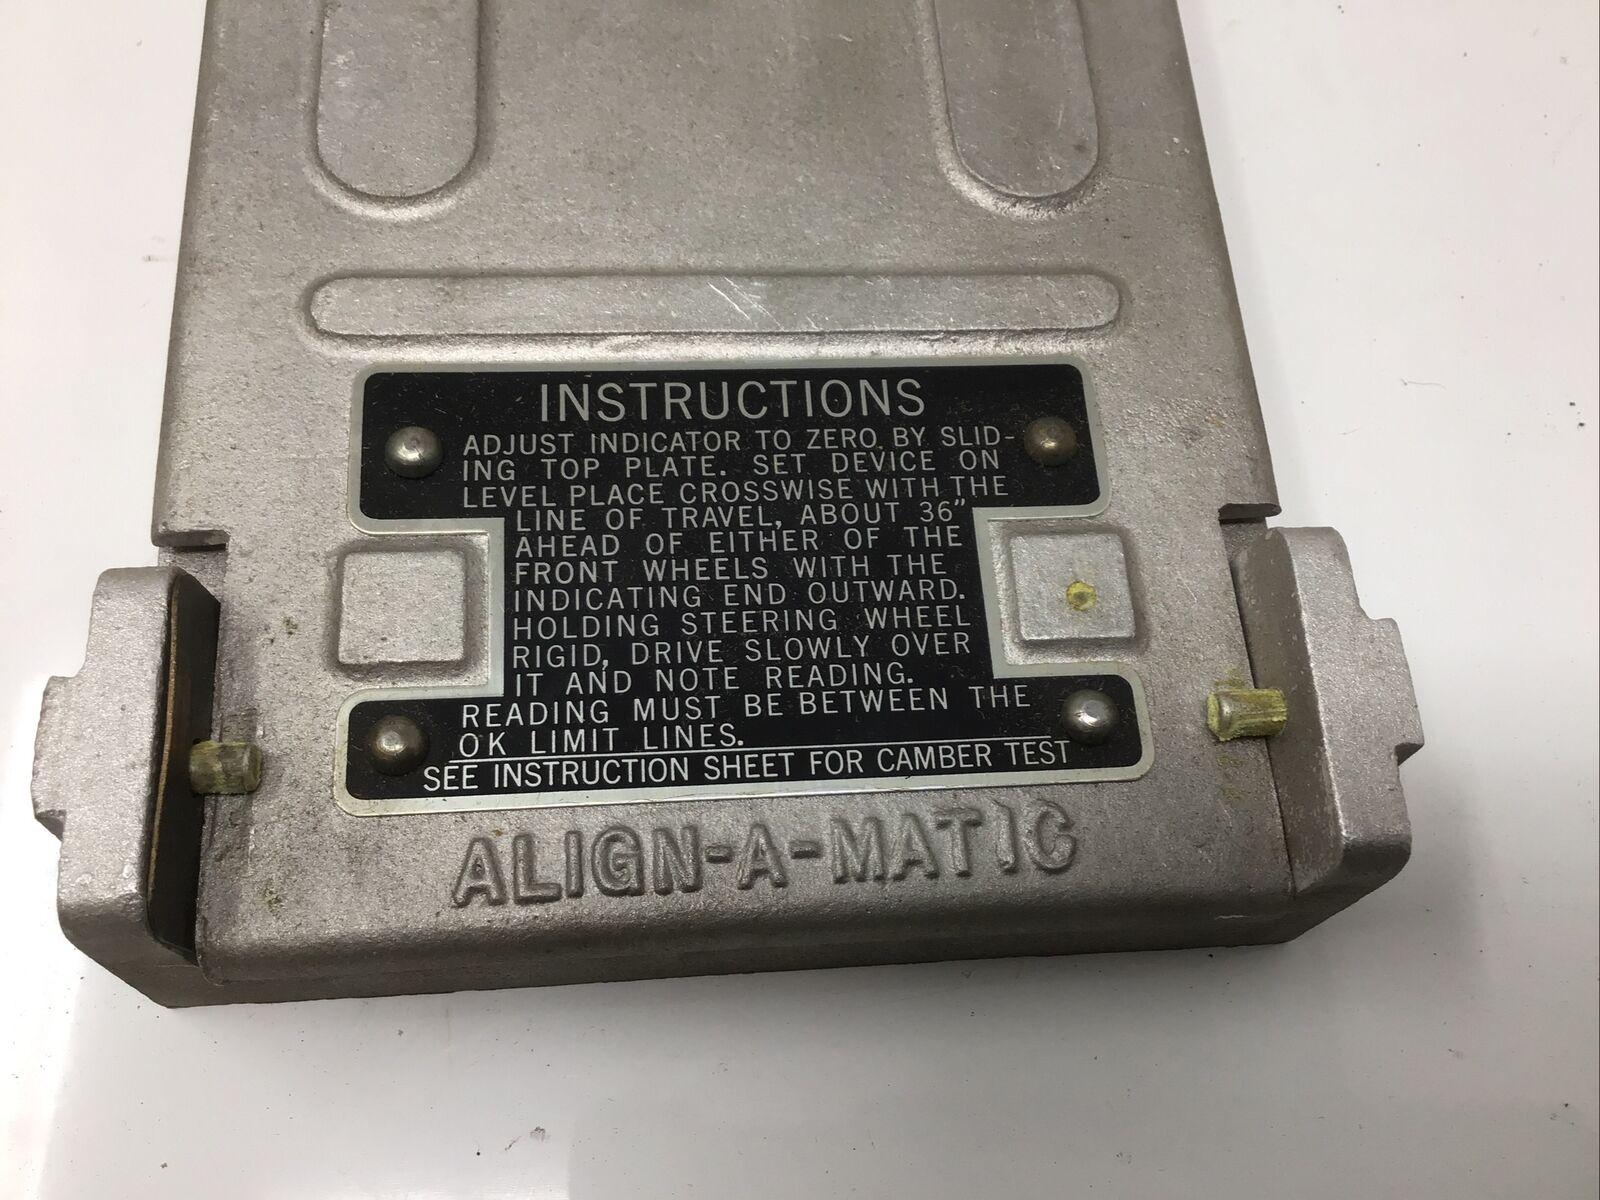 INSTRUCTIONS
ADJUST INDICATOR TO ZERO BY SLID-
ING TOP PLATE. SET DEVICE ON
LEVEL PLACE CROSSWISE WITH THE
LINE OF TRAVEL, ABOUT 36"
AHEAD OF EITHER OF THE
FRONT WHEELS WITH THE
INDICATING END OUTWARD.
HOLDING STEERING WHEEL
RIGID, DRIVE SLOWLY OVER
IT AND NOTE READING.
READING MUST BE BETWEEN THE
OK LIMIT LINES.
SEE INSTRUCTION SHEET FOR CAMBER TEST
ALIGN-A-MATIC